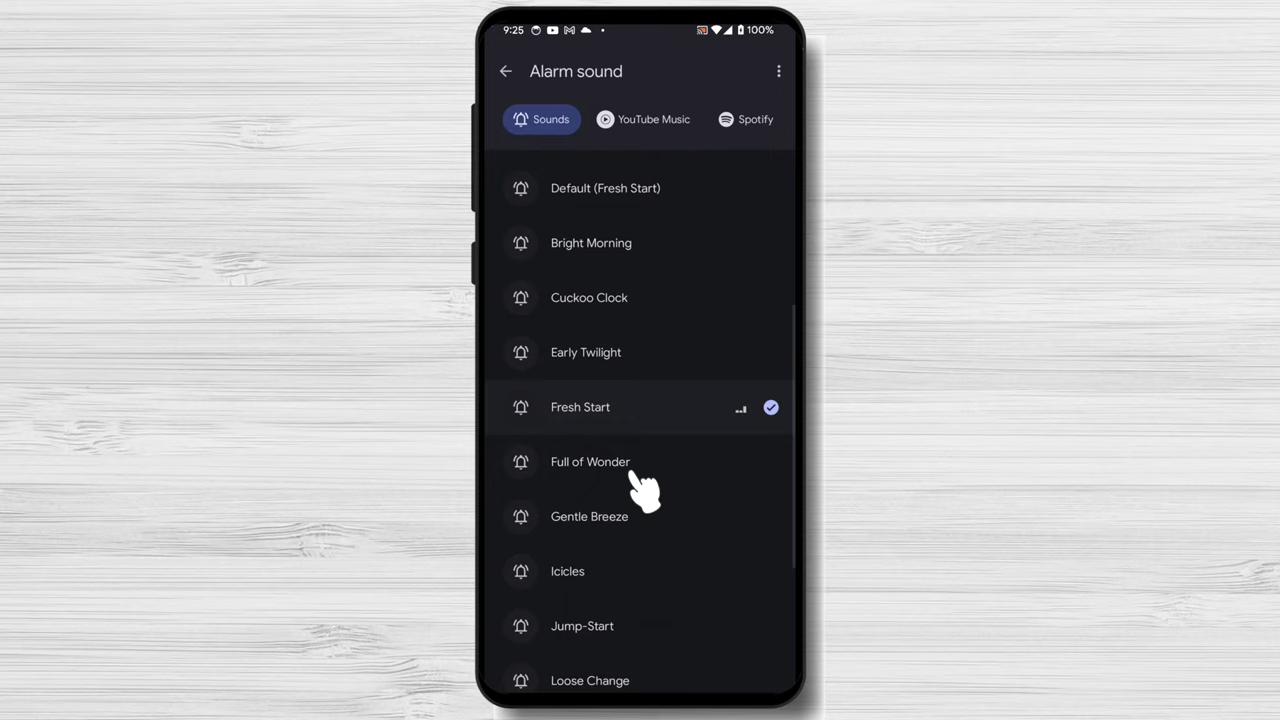 9:25 100%
Alarm sound
Sounds YouTube Music Spotify
Default (Fresh Start)
Bright Morning
Cuckoo Clock
Early Twilight
Fresh Start
Full of Wonder
Gentle Breeze
Icicles
Jump-Start
Loose Change